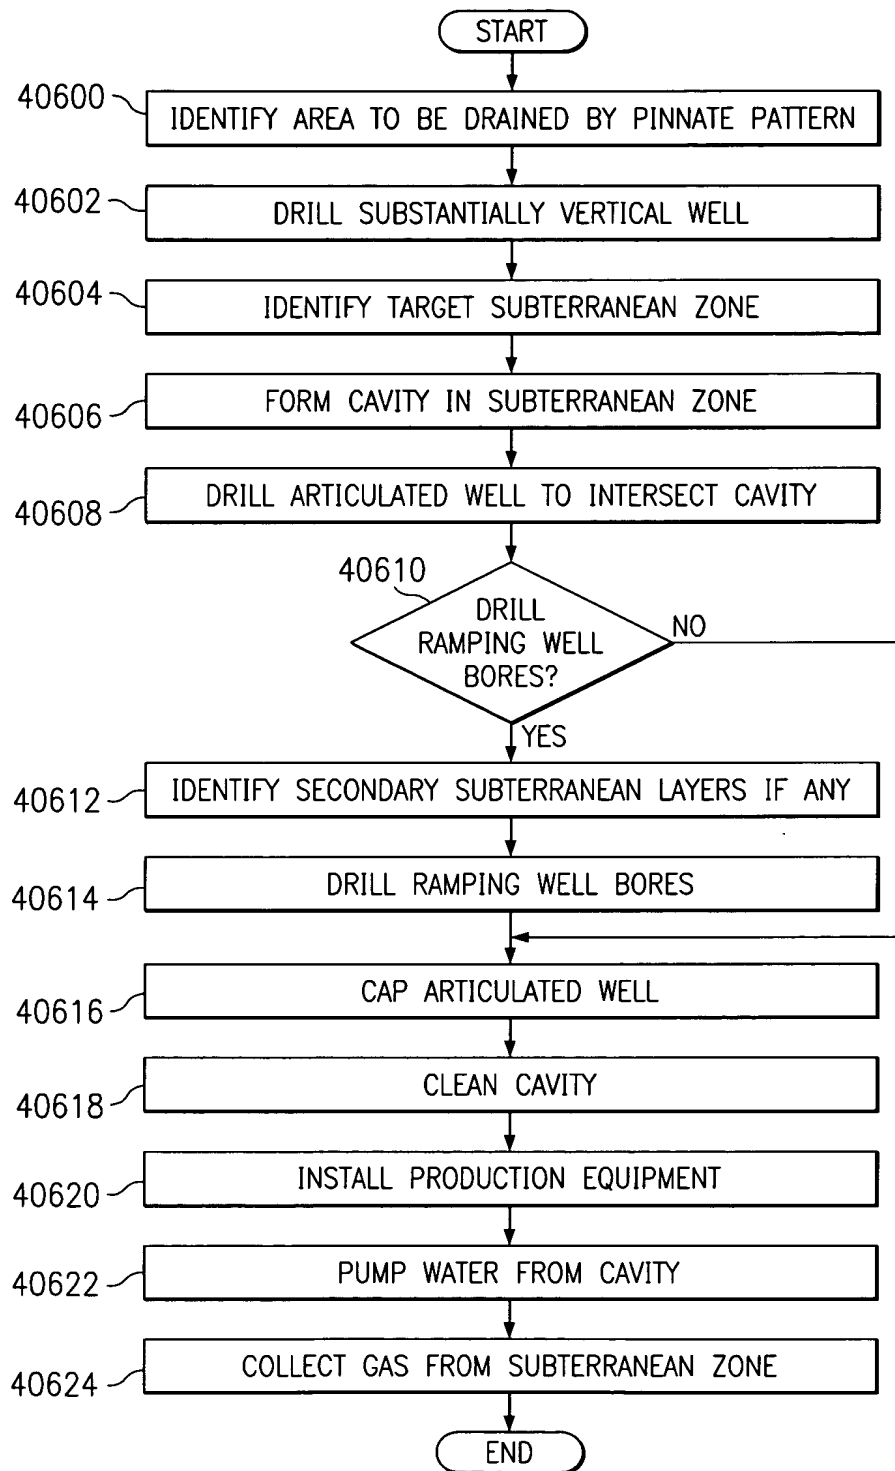 START
40600
IDENTIFY AREA TO BE DRAINED BY PINNATE PATTERN
40602
DRILL SUBSTANTIALLY VERTICAL WELL
40604
IDENTIFY TARGET SUBTERRANEAN ZONE
40606
FORM CAVITY IN SUBTERRANEAN ZONE
40608
DRILL ARTICULATED WELL TO INTERSECT CAVITY
40610
DRILL
RAMPING WELL
BORES?
NO
YES
40612
IDENTIFY SECONDARY SUBTERRANEAN LAYERS IF ANY
40614
DRILL RAMPING WELL BORES
40616
CAP ARTICULATED WELL
40618
CLEAN CAVITY
40620
INSTALL PRODUCTION EQUIPMENT
40622
PUMP WATER FROM CAVITY
40624
COLLECT GAS FROM SUBTERRANEAN ZONE
END